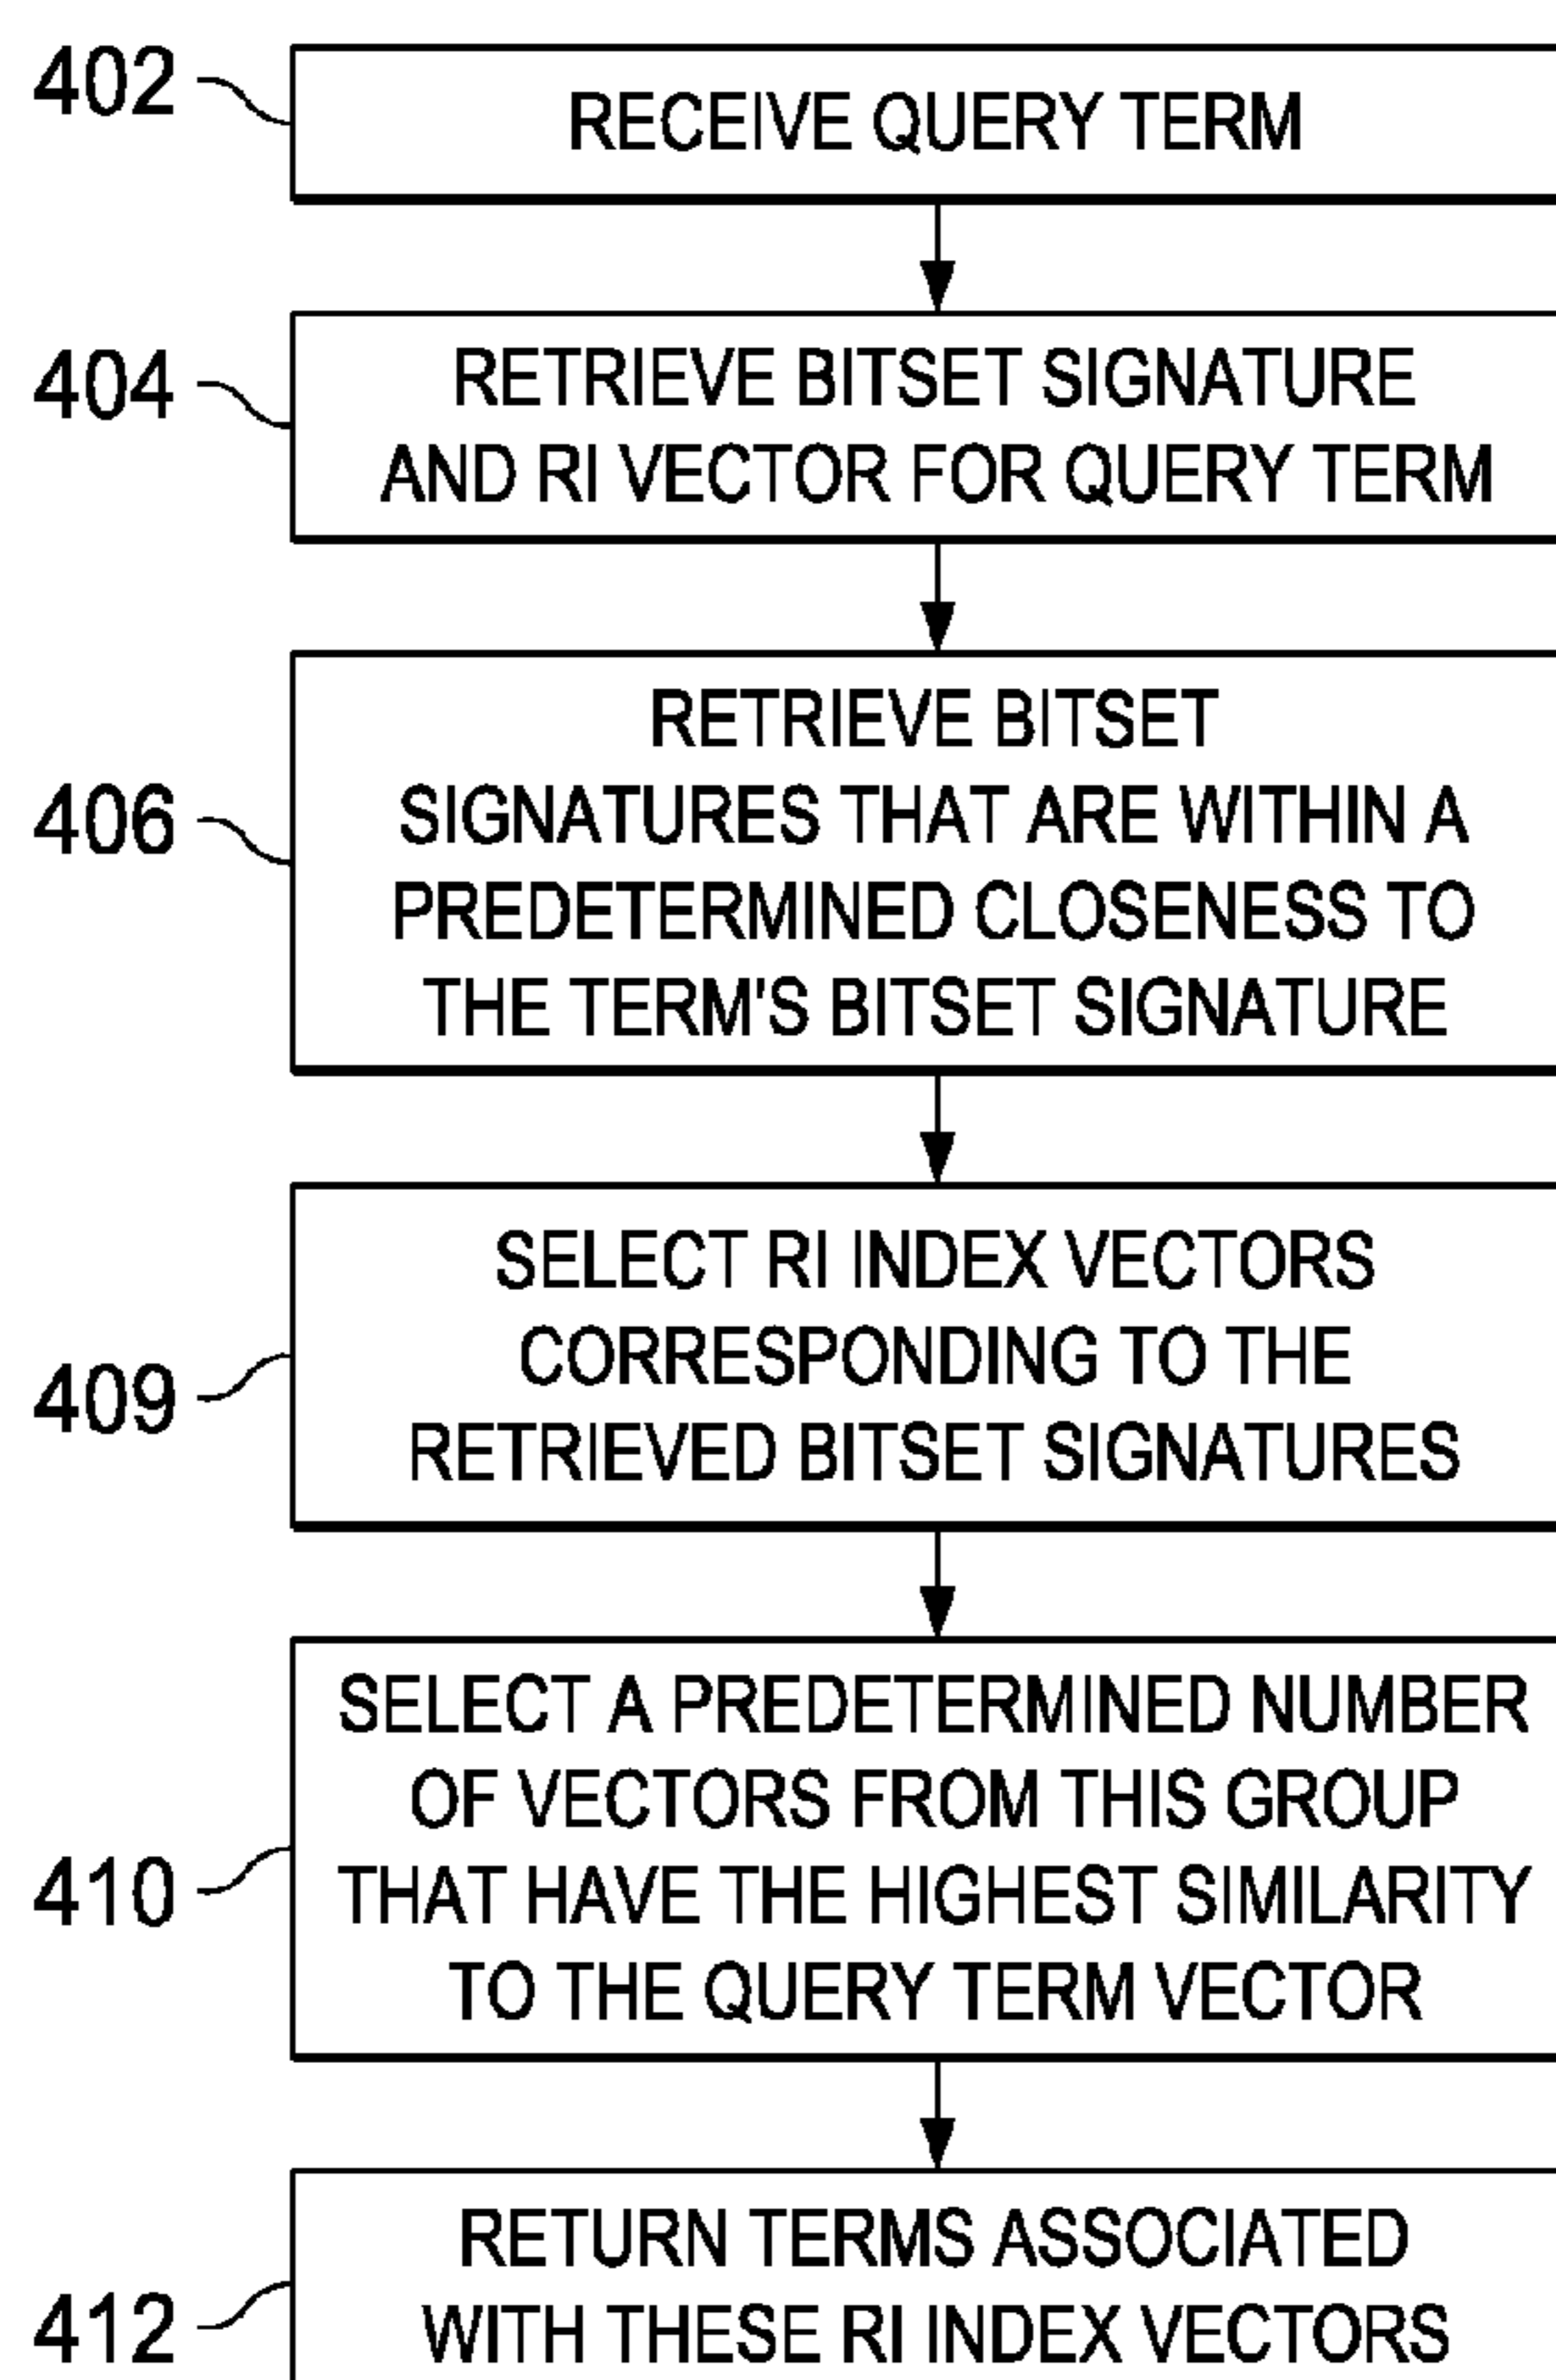 402
RECEIVE QUERY TERM
404
RETRIEVE BITSET SIGNATURE
AND RI VECTOR FOR QUERY TERM
406
RETRIEVE BITSET
SIGNATURES THAT ARE WITHIN A
PREDETERMINED CLOSENESS TO
THE TERM'S BITSET SIGNATURE
409
SELECT RI INDEX VECTORS
CORRESPONDING TO THE
RETRIEVED BITSET SIGNATURES
410
SELECT A PREDETERMINED NUMBER
OF VECTORS FROM THIS GROUP
THAT HAVE THE HIGHEST SIMILARITY
TO THE QUERY TERM VECTOR
412
RETURN TERMS ASSOCIATED
WITH THESE RI INDEX VECTORS